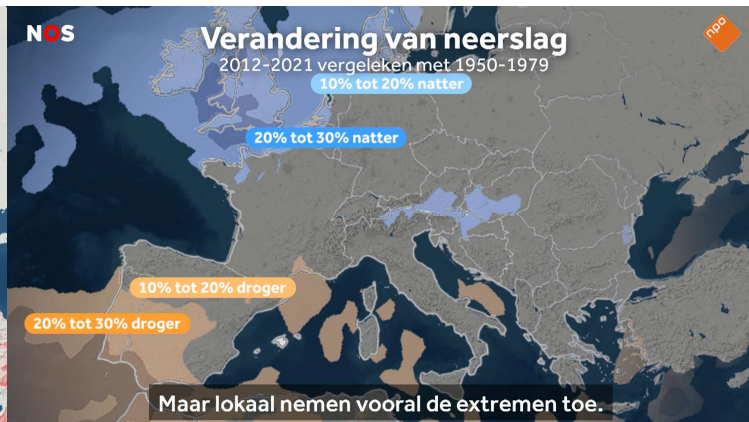 NOS
npo
Verandering van neerslag
2012-2021 vergeleken met 1950-1979
10% tot 20% natter
20% tot 30% natter
10% tot 20% droger
20% tot 30% droger
Maar lokaal nemen vooral de extremen toe.